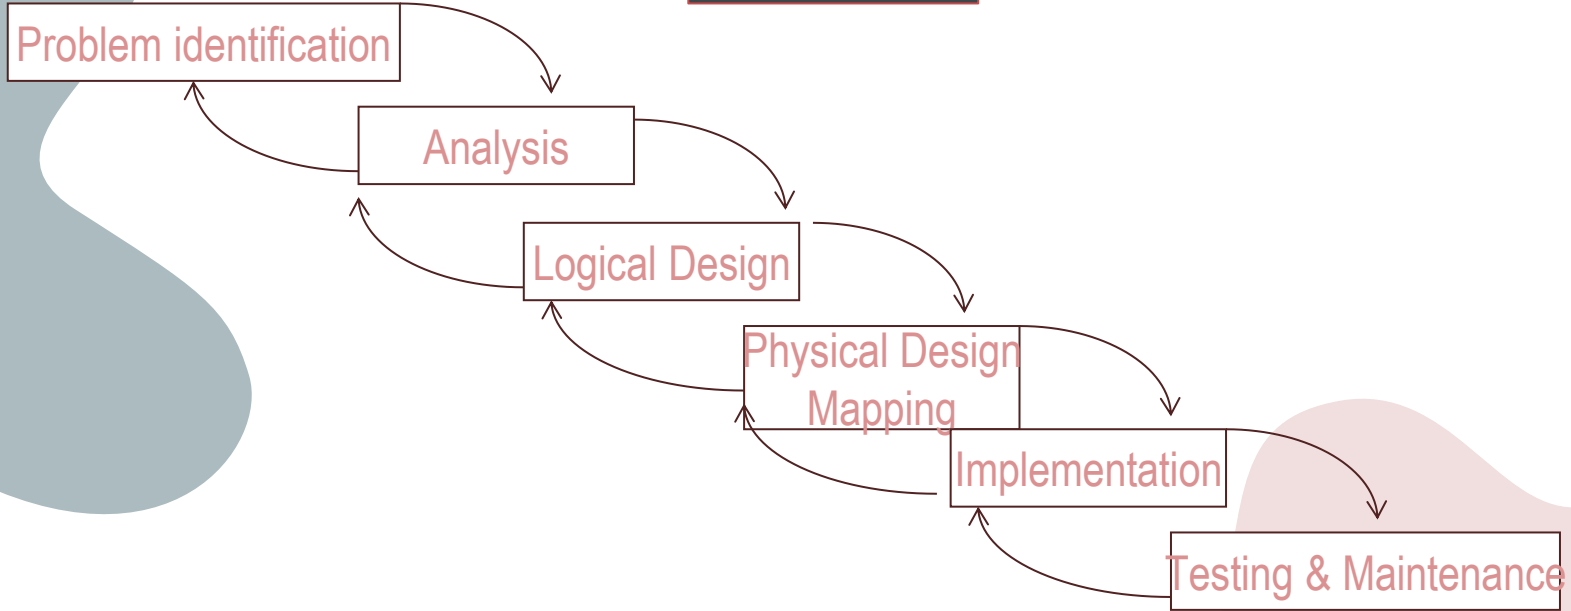 Problem identification
Analysis
Logical Design
Physical Design
Mapping
Implementation
Testing & Maintenance